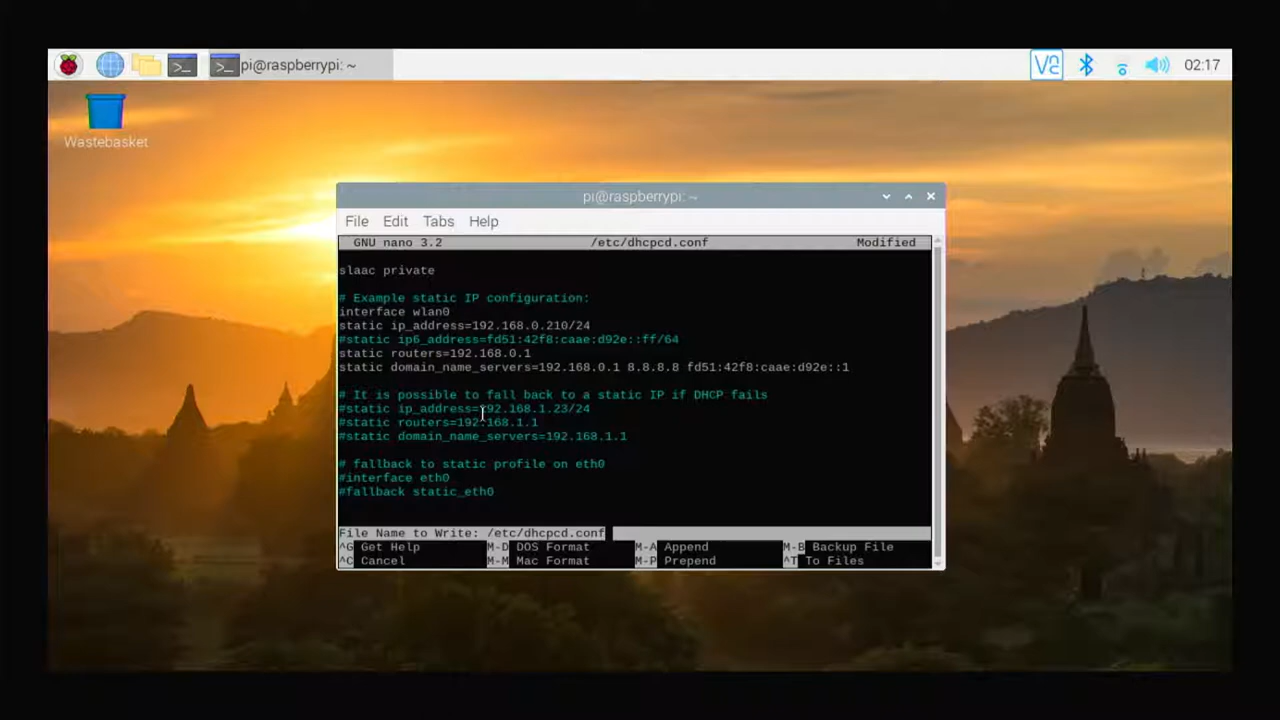 pi@raspberrypi: ~
02:17
Wastebasket
pi@raspberrypi: ~
File Edit Tabs Help
GNU nano 3.2 /etc/dhcpcd.conf Modified
slaac private
# Example static IP configuration:
interface wlan0
static ip_address=192.168.0.210/24
#static ip6_address=fd51:42f8:caae:d92e::ff/64
static routers=192.168.0.1
static domain_name_servers=192.168.0.1 8.8.8.8 fd51:42f8:caae:d92e::1
# It is possible to fall back to a static IP if DHCP fails
#static ip_address=192.168.1.23/24
#static routers=192.168.1.1
#static domain_name_servers=192.168.1.1
# fallback to static profile on eth0
#interface eth0
#fallback static_eth0
File Name to Write: /etc/dhcpcd.conf
^G Get Help M-D DOS Format M-A Append M-B Backup File
^C Cancel M-M Mac Format M-P Prepend ^T To Files